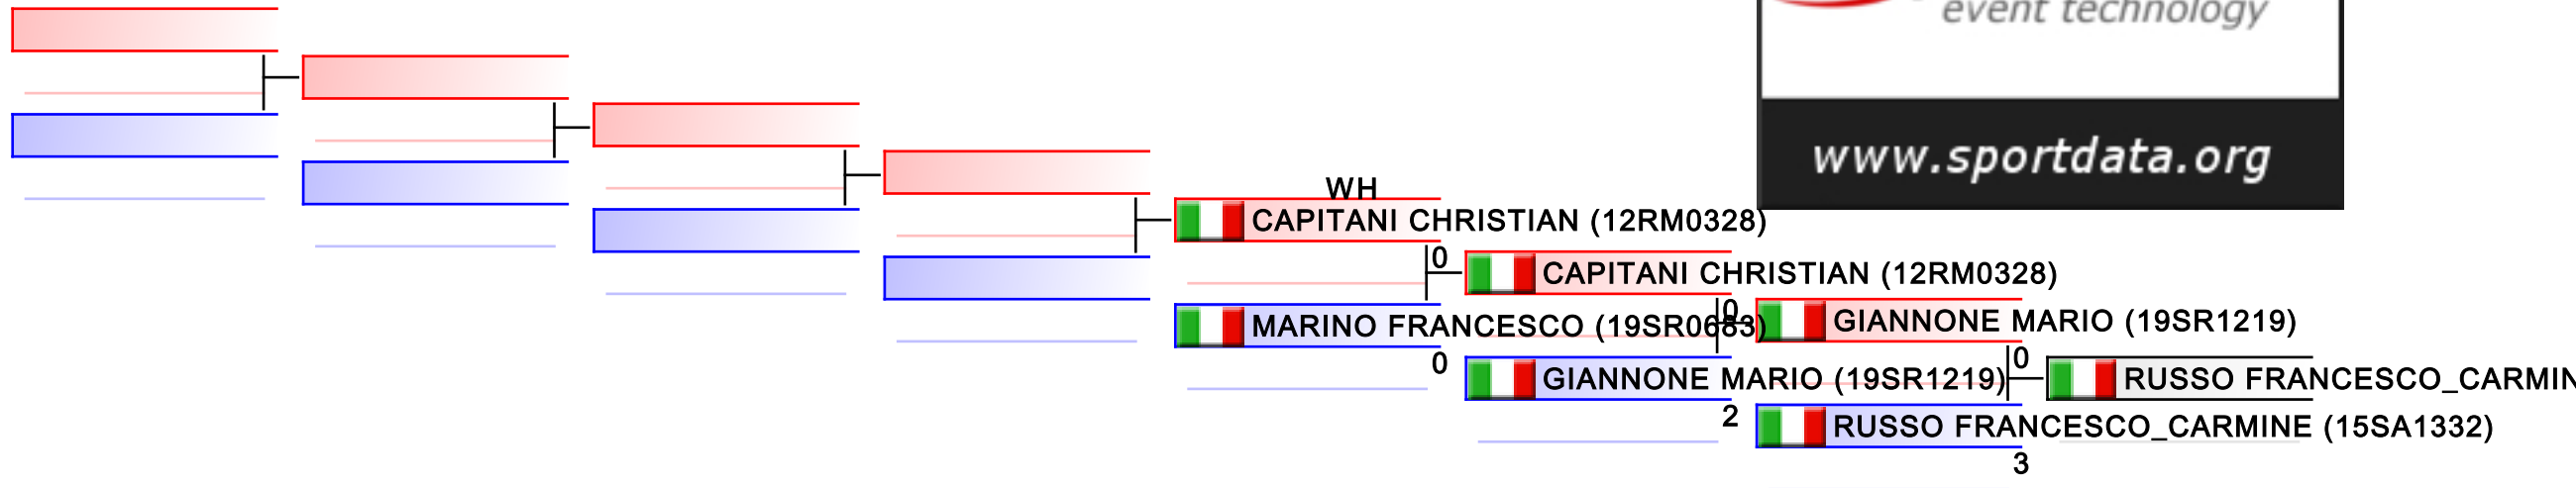 event technology
www.sportdata.org
WH
CAPITANI CHRISTIAN (12RM0328)
0
CAPITANI CHRISTIAN (12RM0328)
MARINO FRANCESCO (19SR0683)
0
0
GIANNONE MARIO (19SR1219)
GIANNONE MARIO (19SR1219)
2
0
RUSSO FRANCESCO_CARMIN
RUSSO FRANCESCO_CARMINE (15SA1332)
3